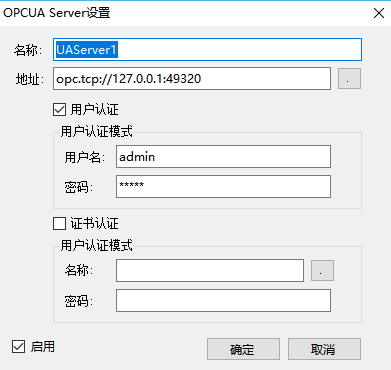 OPCUA Server设置
名称: UAServer1
地址: opc.tcp://127.0.0.1:49320 .
用户认证
用户认证模式
用户名: admin
密码: *****
证书认证
用户认证模式
名称: .
密码:
启用 确定 取消